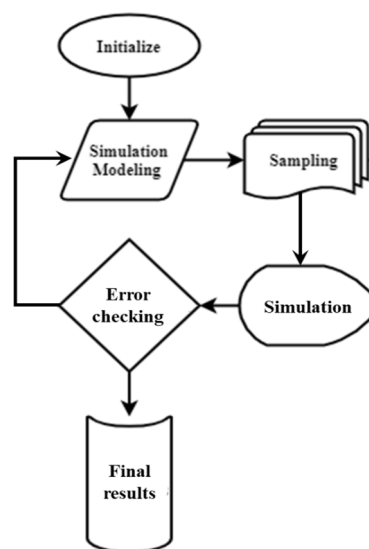 Initialize
Simulation
Modeling
Sampling
Simulation
Error
checking
Final
results